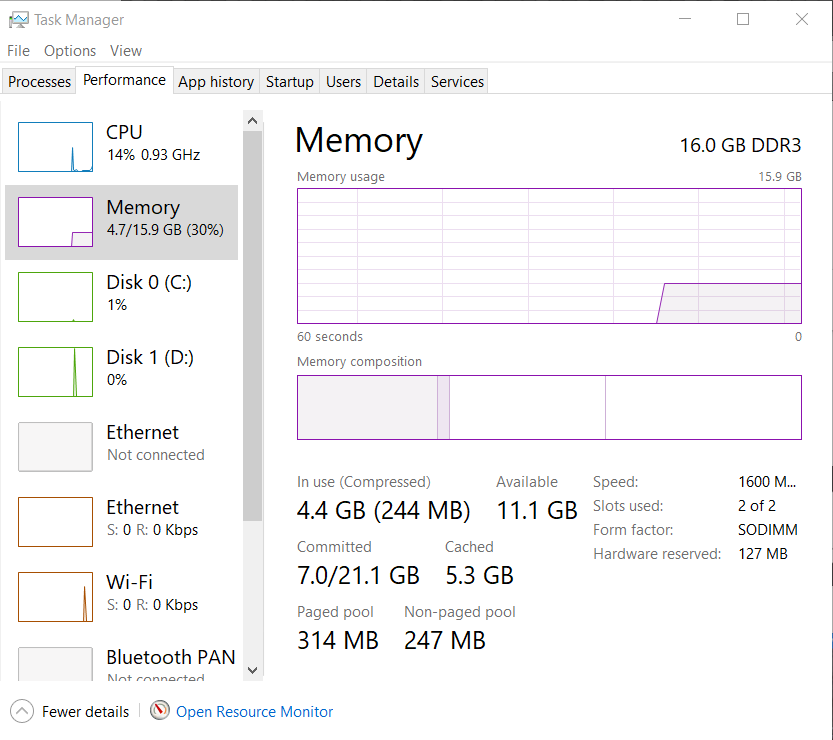 Task Manager
File Options View
Processes Performance App history Startup Users Details Services
CPU
14% 0.93 GHz
Memory
4.7/15.9 GB (30%)
Disk 0 (C:)
1%
Disk 1 (D:)
0%
Ethernet
Not connected
Ethernet
S: 0 R: 0 Kbps
Wi-Fi
S: 0 R: 0 Kbps
Bluetooth PAN
Not connected
Memory 16.0 GB DDR3
Memory usage 15.9 GB
60 seconds 0
Memory composition
In use (Compressed) Available
4.4 GB (244 MB) 11.1 GB
Committed Cached
7.0/21.1 GB 5.3 GB
Paged pool Non-paged pool
314 MB 247 MB
Speed: 1600 M...
Slots used: 2 of 2
Form factor: SODIMM
Hardware reserved: 127 MB
Fewer details Open Resource Monitor